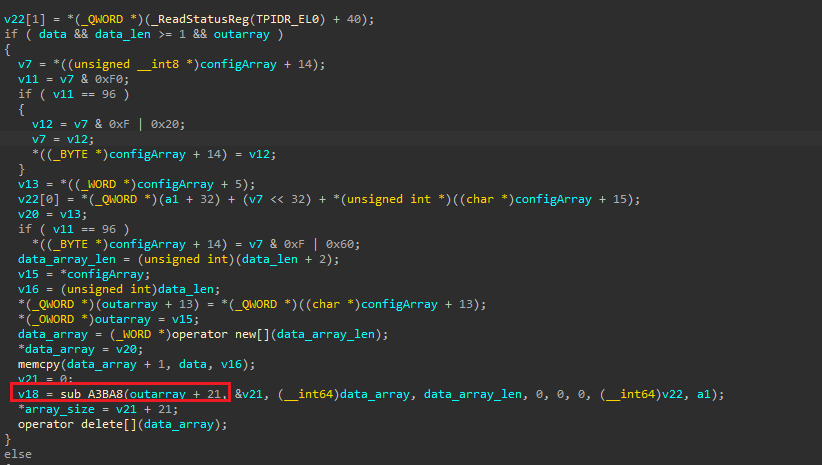 v22[1] = *(_QWORD *)(_ReadStatusReg(TPIDR_EL0) + 40);
if ( data && data_len >= 1 && outarray )
{
v7 = *((unsigned __int8 *)configArray + 14);
v11 = v7 & 0xF0;
if ( v11 == 96 )
{
v12 = v7 & 0xF | 0x20;
v7 = v12;
*((_BYTE *)configArray + 14) = v12;
}
v13 = *((_WORD *)configArray + 5);
v22[0] = *(_QWORD *)(a1 + 32) + (v7 << 32) + *(unsigned int *)((char *)configArray + 15);
v20 = v13;
if ( v11 == 96 )
*((_BYTE *)configArray + 14) = v7 & 0xF | 0x60;
data_array_len = (unsigned int)(data_len + 2);
v15 = *configArray;
v16 = (unsigned int)data_len;
*(_QWORD *)(outarray + 13) = *(_QWORD *)((char *)configArray + 13);
*(_OWORD *)outarray = v15;
data_array = (_WORD *)operator new[](data_array_len);
*data_array = v20;
memcpy(data_array + 1, data, v16);
v21 = 0;
v18 = sub_A3BA8(outarray + 21, &v21, (__int64)data_array, data_array_len, 0, 0, 0, (__int64)v22, a1);
*array_size = v21 + 21;
operator delete[](data_array);
}
else